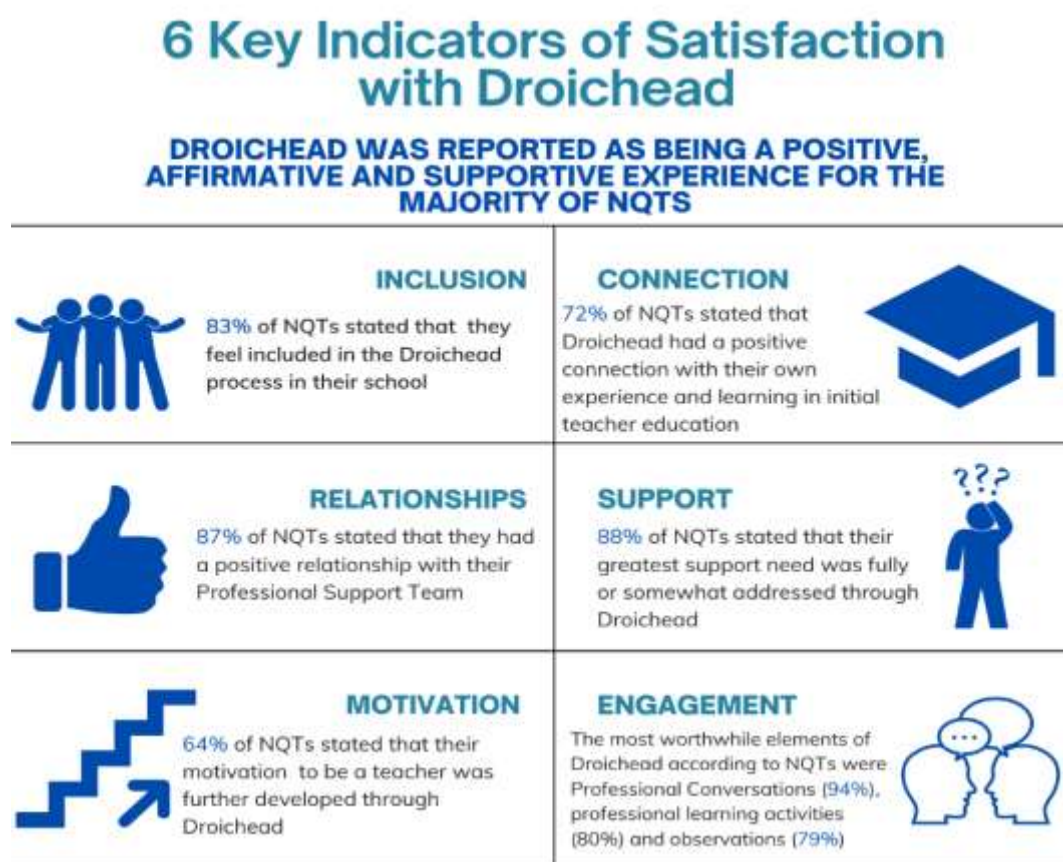 6 Key Indicators of Satisfaction
with Droichead
DROICHEAD WAS REPORTED AS BEING A POSITIVE,
AFFIRMATIVE AND SUPPORTIVE EXPERIENCE FOR THE
MAJORITY OF NQTS
INCLUSION
83% of NQTs stated that they
feel included in the Droichead
process in their school
CONNECTION
72% of NQTs stated that
Droichead had a positive
connection with their own
experience and learning in initial
teacher education
RELATIONSHIPS
87% of NQTs stated that they had
a positive relationship with their
Professional Support Team
SUPPORT
???
88% of NQTs stated that their
greatest support need was fully
or somewhat addressed through
Droichead
MOTIVATION
64% of NQTs stated that their
motivation to be a teacher was
further developed through
Droichead
ENGAGEMENT
The most worthwhile elements of
Droichead according to NQTs were
Professional Conversations (94%),
professional learning activities
(80%) and observations (79%)